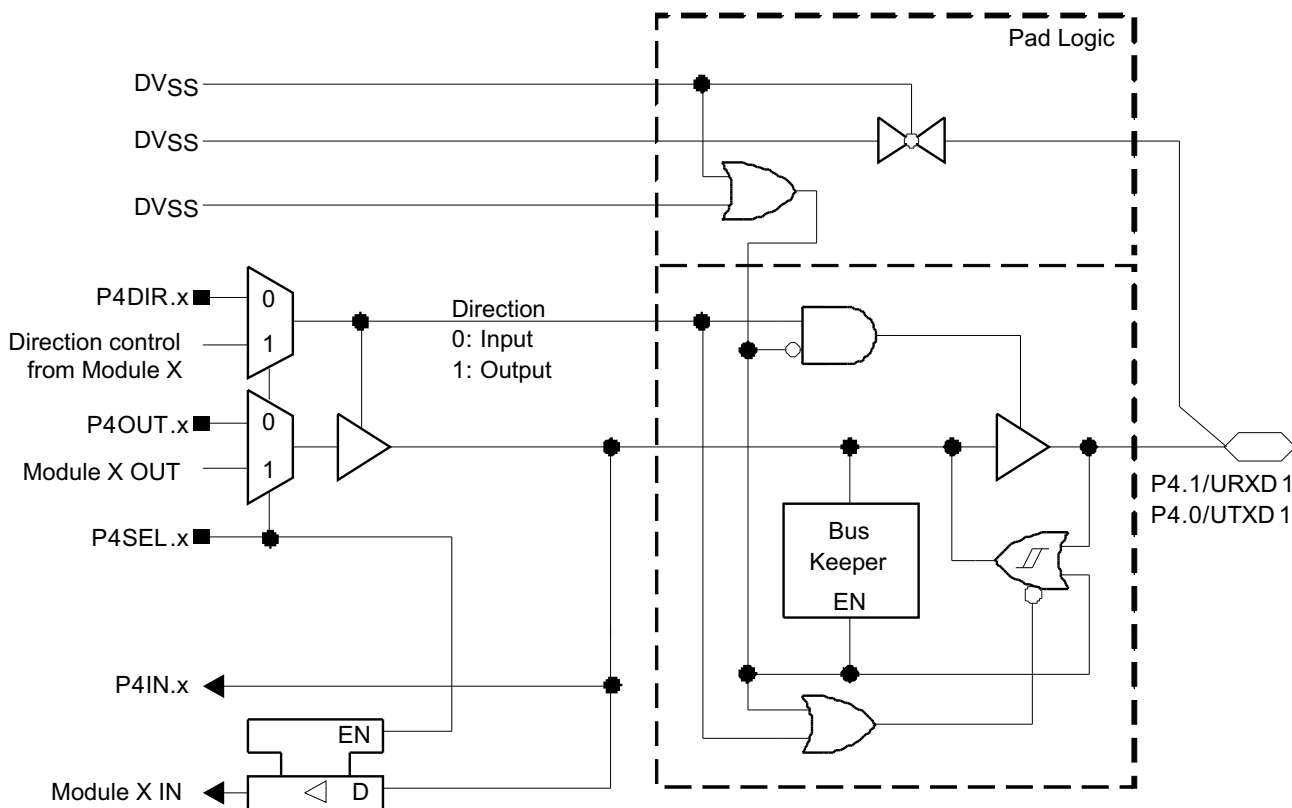 Pad Logic
DVSS
DVSS
DVSS
P4DIR.x
0
1
Direction control
from Module X
Direction
0: Input
1: Output
P4OUT.x
0
1
Module X OUT
P4SEL.x
P4.1/URXD1
P4.0/UTXD1
Bus
Keeper
EN
P4IN.x
EN
D
Module X IN